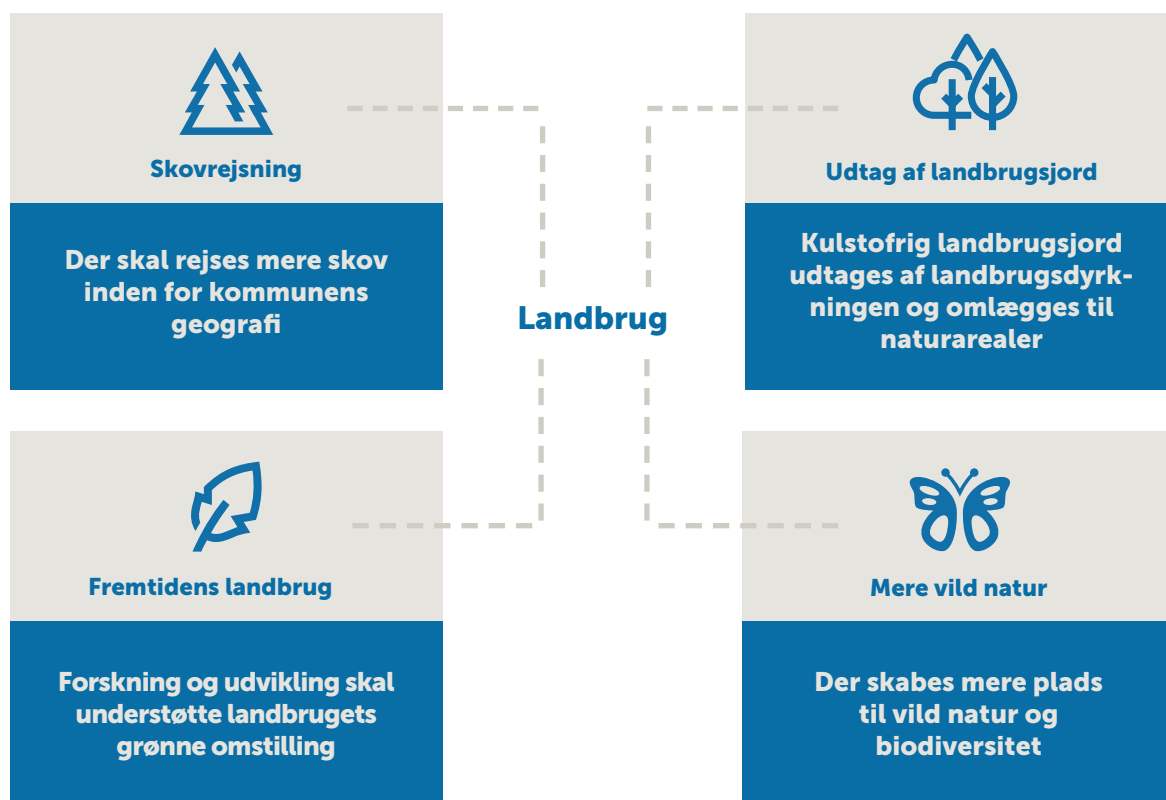 Skovrejsning
Der skal rejses mere skov
inden for kommunens
geografi
Udtag af landbrugsjord
Kulstofrig landbrugsjord
udtages af landbrugsdyrk-
ningen og omlægges til
naturarealer
Landbrug
Fremtidens landbrug
Forskning og udvikling skal
understøtte landbrugets
grønne omstilling
Mere vild natur
Der skabes mere plads
til vild natur og
biodiversitet